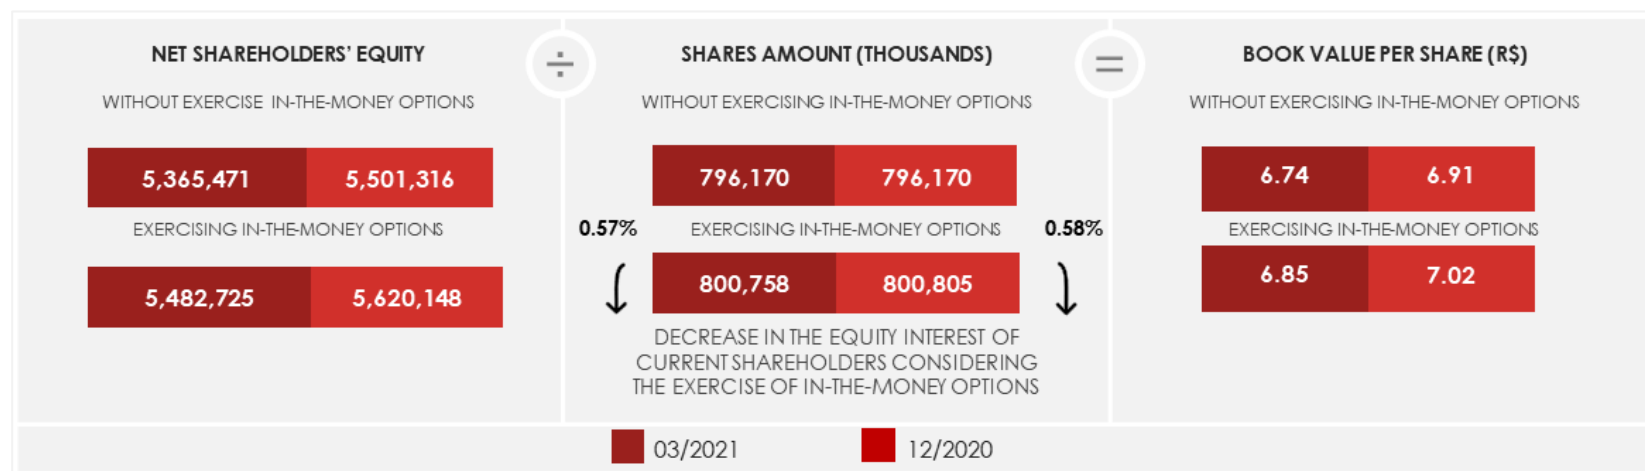 NET SHAREHOLDERS' EQUITY
WITHOUT EXERCISE IN-THE-MONEY OPTIONS
5,365,471 5,501,316
EXERCISING IN-THE-MONEY OPTIONS
5,482,725 5,620,148
÷
SHARES AMOUNT (THOUSANDS)
WITHOUT EXERCISING IN-THE-MONEY OPTIONS
796,170 796,170
0.57% EXERCISING IN-THE-MONEY OPTIONS 0.58%
800,758 800,805
DECREASE IN THE EQUITY INTEREST OF
CURRENT SHAREHOLDERS CONSIDERING
THE EXERCISE OF IN-THE-MONEY OPTIONS
=
BOOK VALUE PER SHARE (R$)
WITHOUT EXERCISING IN-THE-MONEY OPTIONS
6.74 6.91
EXERCISING IN-THE-MONEY OPTIONS
6.85 7.02
03/2021 12/2020